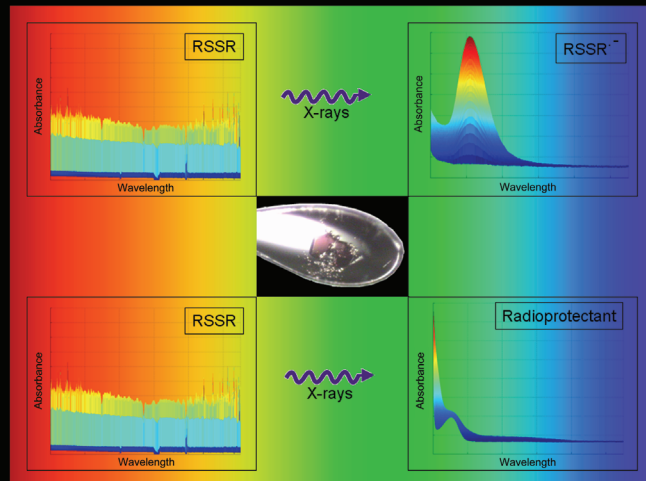 RSSR
Absorbance
Wavelength
X-rays
RSSR·-
Absorbance
Wavelength
RSSR
Absorbance
Wavelength
X-rays
Radioprotectant
Absorbance
Wavelength